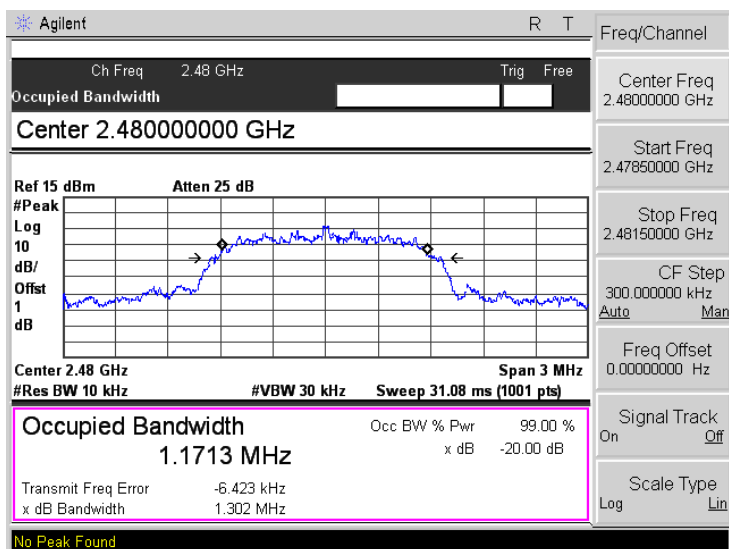 Agilent R T
Ch Freq 2.48 GHz Trig Free
Occupied Bandwidth
Center 2.480000000 GHz
Ref 15 dBm Atten 25 dB
#Peak
Log
10
dB/
Offst
1
dB
Center 2.48 GHz Span 3 MHz
#Res BW 10 kHz #VBW 30 kHz Sweep 31.08 ms (1001 pts)
Occupied Bandwidth Occ BW % Pwr 99.00 %
1.1713 MHz x dB -20.00 dB
Transmit Freq Error -6.423 kHz
x dB Bandwidth 1.302 MHz
No Peak Found
Freq/Channel
Center Freq
2.48000000 GHz
Start Freq
2.47850000 GHz
Stop Freq
2.48150000 GHz
CF Step
300.000000 kHz
Auto Man
Freq Offset
0.00000000 Hz
Signal Track
On Off
Scale Type
Log Lin